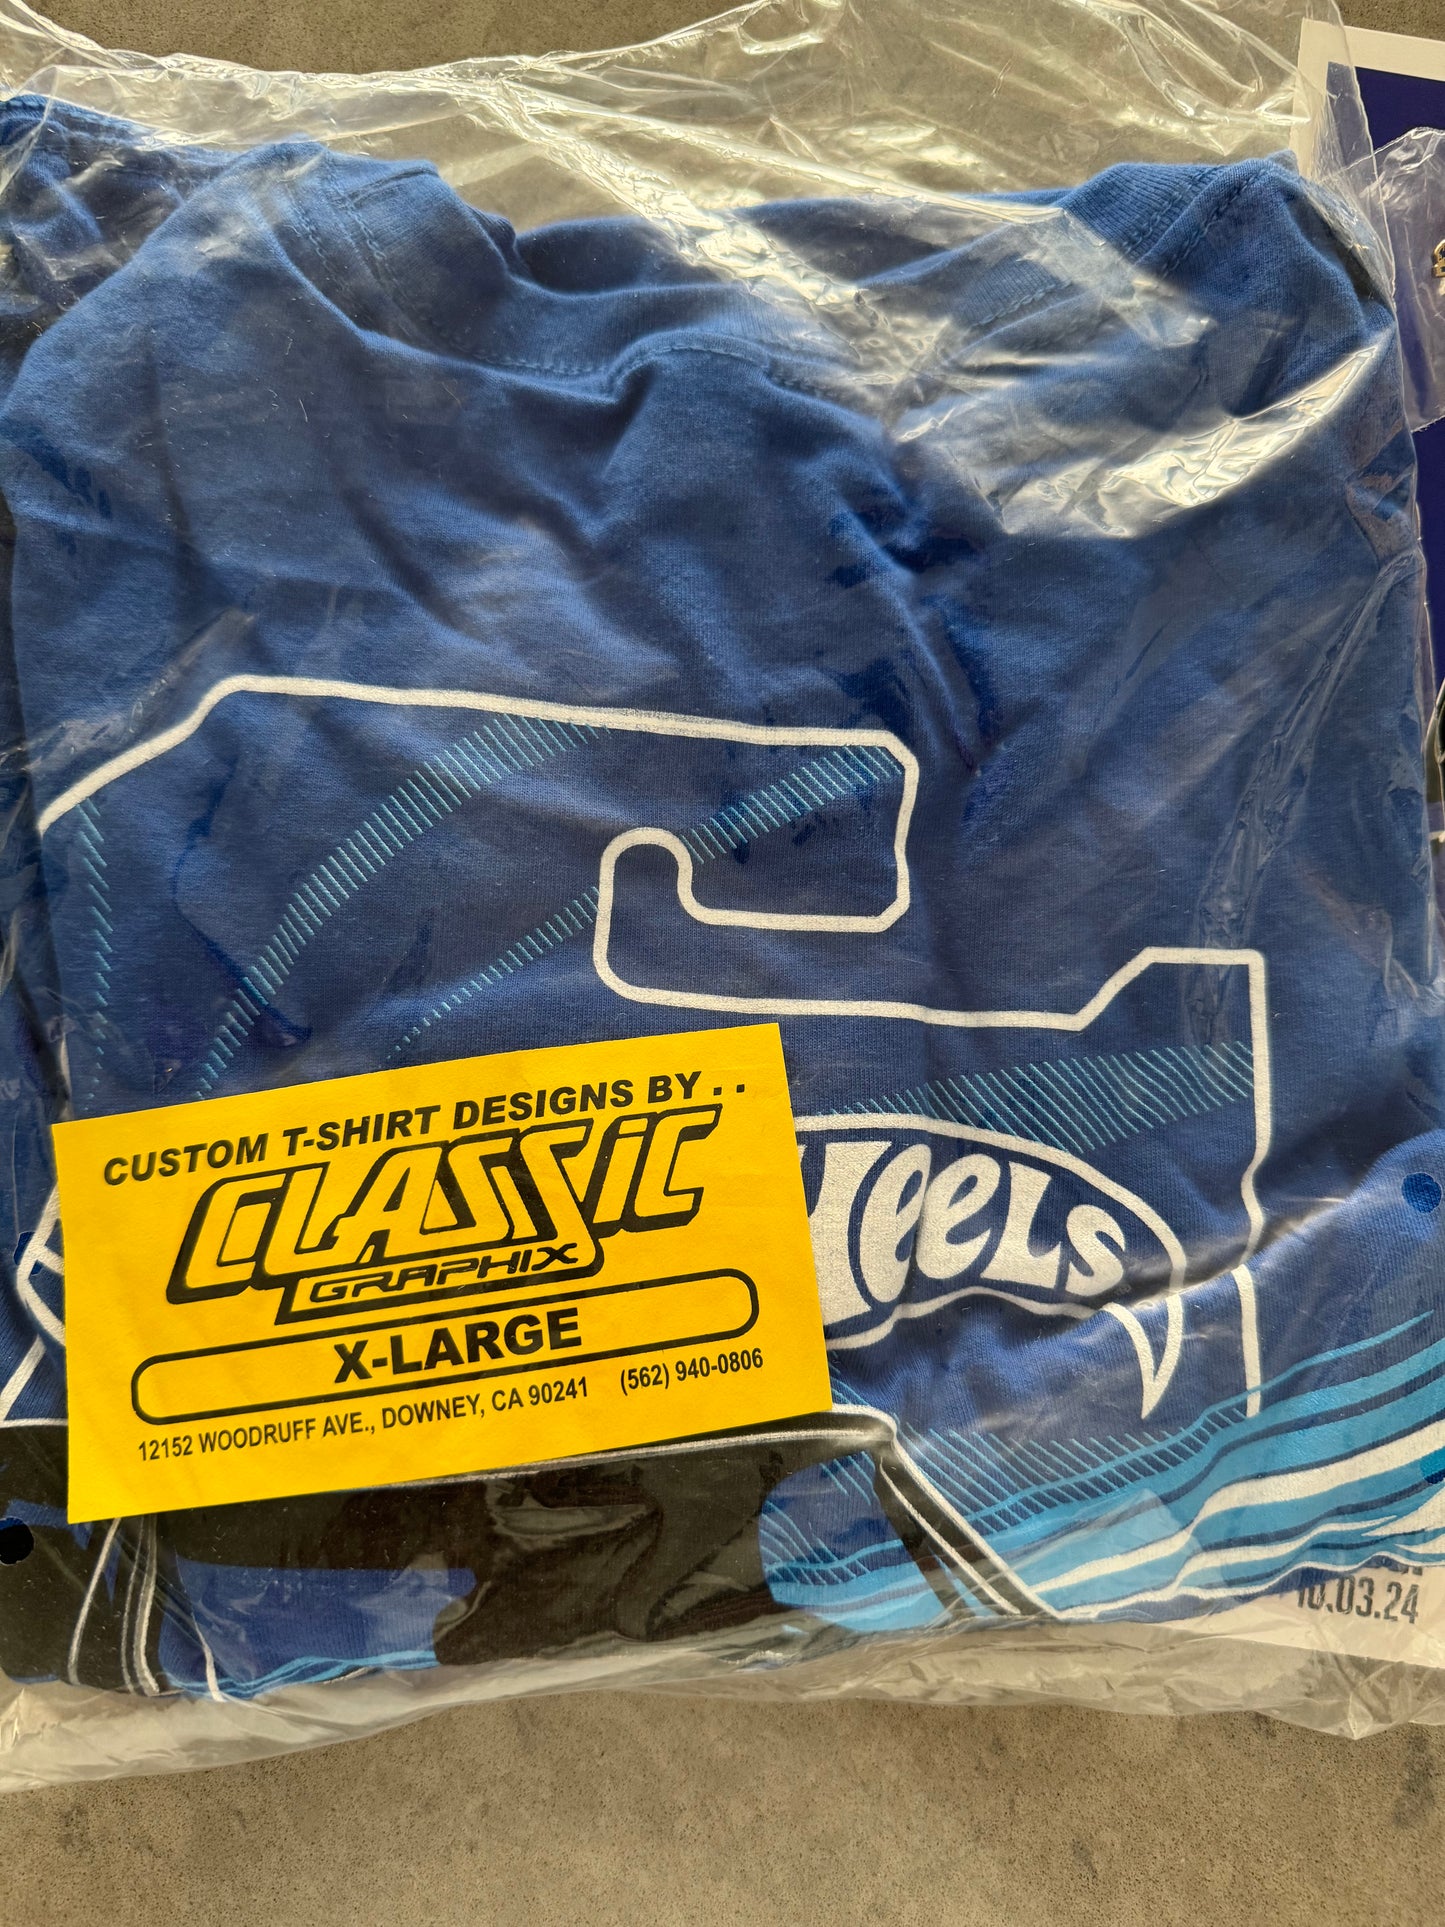 CUSTOM T-SHIRT DESIGNS BY . .
CLASSIC
GRAPHIX
X-LARGE
12152 WOODRUFF AVE., DOWNEY, CA 90241 (562) 940-0806
Wheels
10.03.24